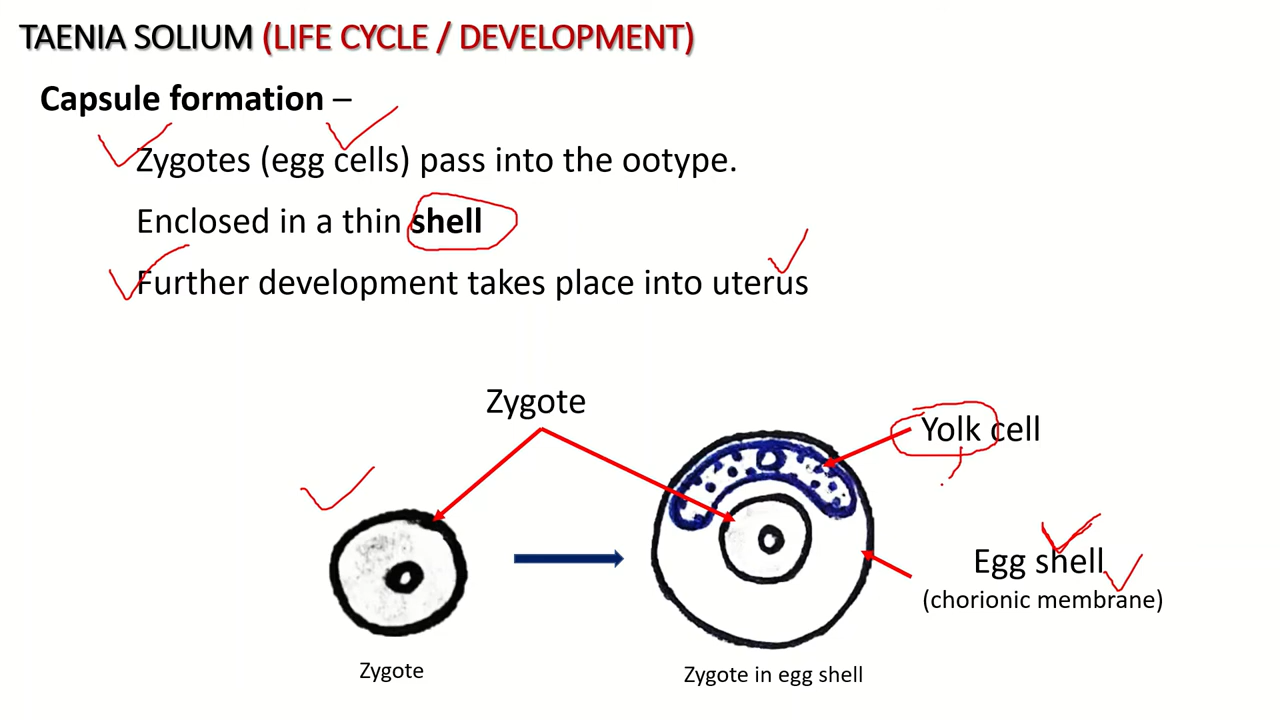 TAENIA SOLIUM (LIFE CYCLE / DEVELOPMENT)
Capsule formation –
Zygotes (egg cells) pass into the ootype.
Enclosed in a thin shell
Further development takes place into uterus
Zygote
Yolk cell
Egg shell
(chorionic membrane)
Zygote
Zygote in egg shell